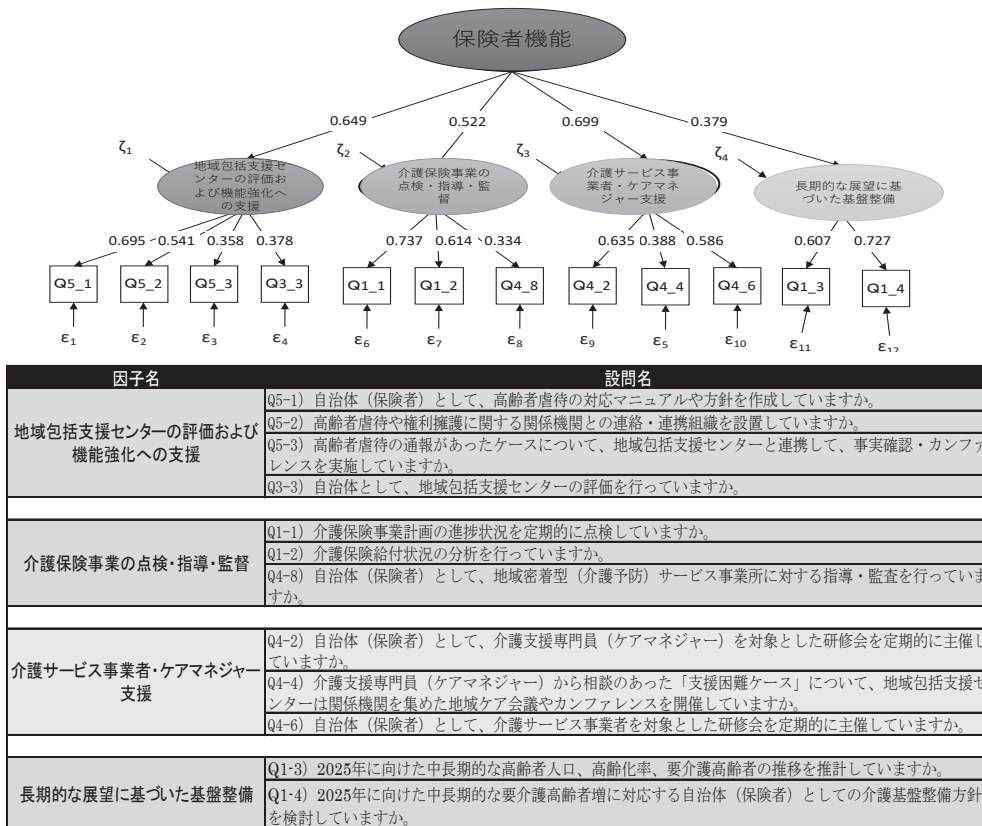 保険者機能
0.649
0.522
0.699
0.379
ζ1
ζ2
ζ3
ζ4
地域包括支援セ
ンターの評価お
よび機能強化へ
の支援
介護保険事業の
点検・指導・監
督
介護サービス事
業者・ケアマネ
ジャー支援
長期的な展望に基
づいた基盤整備
0.695 0.541 0.358 0.378
0.737 0.614 0.334
0.635 0.388 0.586
0.607 0.727
Q5_1 Q5_2 Q5_3 Q3_3 Q1_1 Q1_2 Q4_8 Q4_2 Q4_4 Q4_6 Q1_3 Q1_4
ε1 ε2 ε3 ε4 ε6 ε7 ε8 ε9 ε5 ε10 ε11 ε12
因子名 設問名
地域包括支援センターの評価および
機能強化への支援
Q5-1）自治体（保険者）として、高齢者虐待の対応マニュアルや方針を作成していますか。
Q5-2）高齢者虐待や権利擁護に関する関係機関との連絡・連携組織を設置していますか。
Q5-3）高齢者虐待の通報があったケースについて、地域包括支援センターと連携して、事実確認・カンファ
レンスを実施していますか。
Q3-3）自治体として、地域包括支援センターの評価を行っていますか。
介護保険事業の点検・指導・監督
Q1-1）介護保険事業計画の進捗状況を定期的に点検していますか。
Q1-2）介護保険給付状況の分析を行っていますか。
Q4-8）自治体（保険者）として、地域密着型（介護予防）サービス事業所に対する指導・監査を行っていま
すか。
介護サービス事業者・ケアマネジャー
支援
Q4-2）自治体（保険者）として、介護支援専門員（ケアマネジャー）を対象とした研修会を定期的に主催し
ていますか。
Q4-4）介護支援専門員（ケアマネジャー）から相談のあった「支援困難ケース」について、地域包括支援セ
ンターは関係機関を集めた地域ケア会議やカンファレンスを開催していますか。
Q4-6）自治体（保険者）として、介護サービス事業者を対象とした研修会を定期的に主催していますか。
長期的な展望に基づいた基盤整備
Q1-3）2025年に向けた中長期的な高齢者人口、高齢化率、要介護高齢者の推移を推計していますか。
Q1-4）2025年に向けた中長期的な要介護高齢者増に対応する自治体（保険者）としての介護基盤整備方針
を検討していますか。